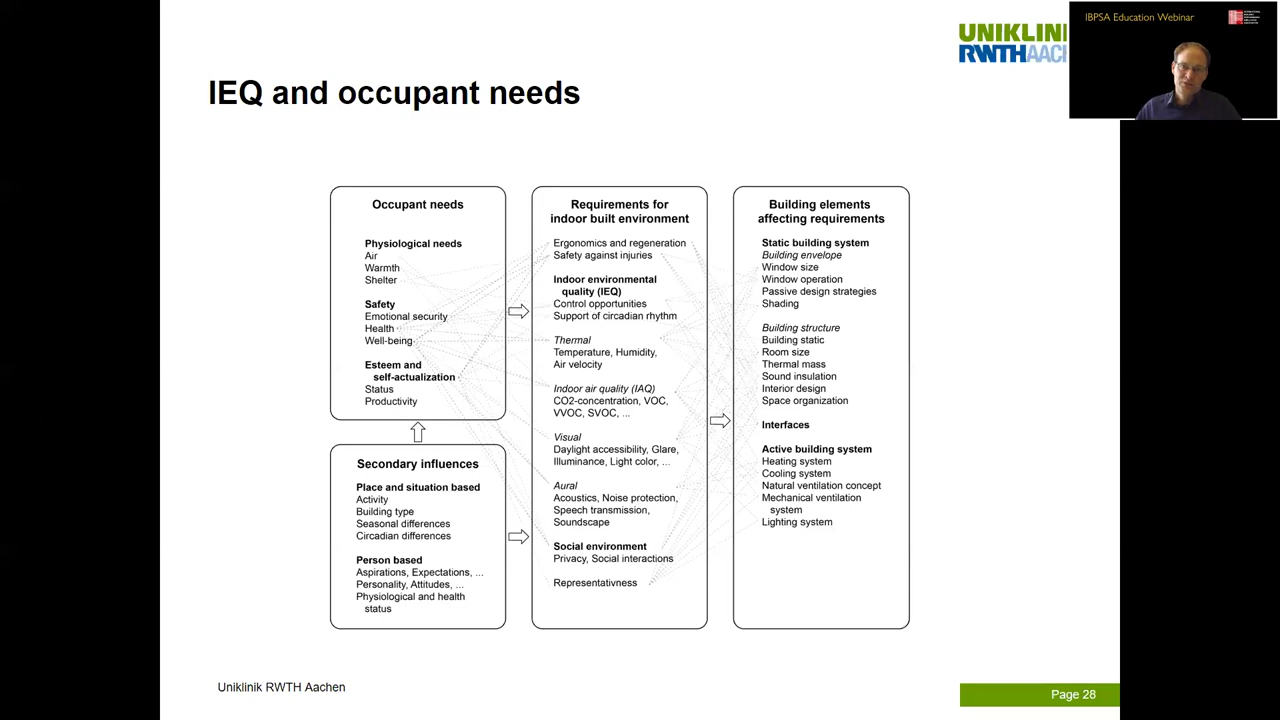 IBPSA Education Webinar
UNIKLIN
RWTHAACH
IEQ and occupant needs
Occupant needs
Physiological needs
Air
Warmth
Shelter
Safety
Emotional security
Health
Well-being
Esteem and
self-actualization
Status
Productivity
Secondary influences
Place and situation based
Activity
Building type
Seasonal differences
Circadian differences
Person based
Aspirations, Expectations, ...
Personality, Attitudes, ...
Physiological and health
status
Requirements for
indoor built environment
Ergonomics and regeneration
Safety against injuries
Indoor environmental
quality (IEQ)
Control opportunities
Support of circadian rhythm
Thermal
Temperature, Humidity,
Air velocity
Indoor air quality (IAQ)
CO2-concentration, VOC,
VVOC, SVOC, ...
Visual
Daylight accessibility, Glare,
Illuminance, Light color, ...
Aural
Acoustics, Noise protection,
Speech transmission,
Soundscape
Social environment
Privacy, Social interactions
Representativness
Building elements
affecting requirements
Static building system
Building envelope
Window size
Window operation
Passive design strategies
Shading
Building structure
Building static
Room size
Thermal mass
Sound insulation
Interior design
Space organization
Interfaces
Active building system
Heating system
Cooling system
Natural ventilation concept
Mechanical ventilation
system
Lighting system
Uniklinik RWTH Aachen
Page 28